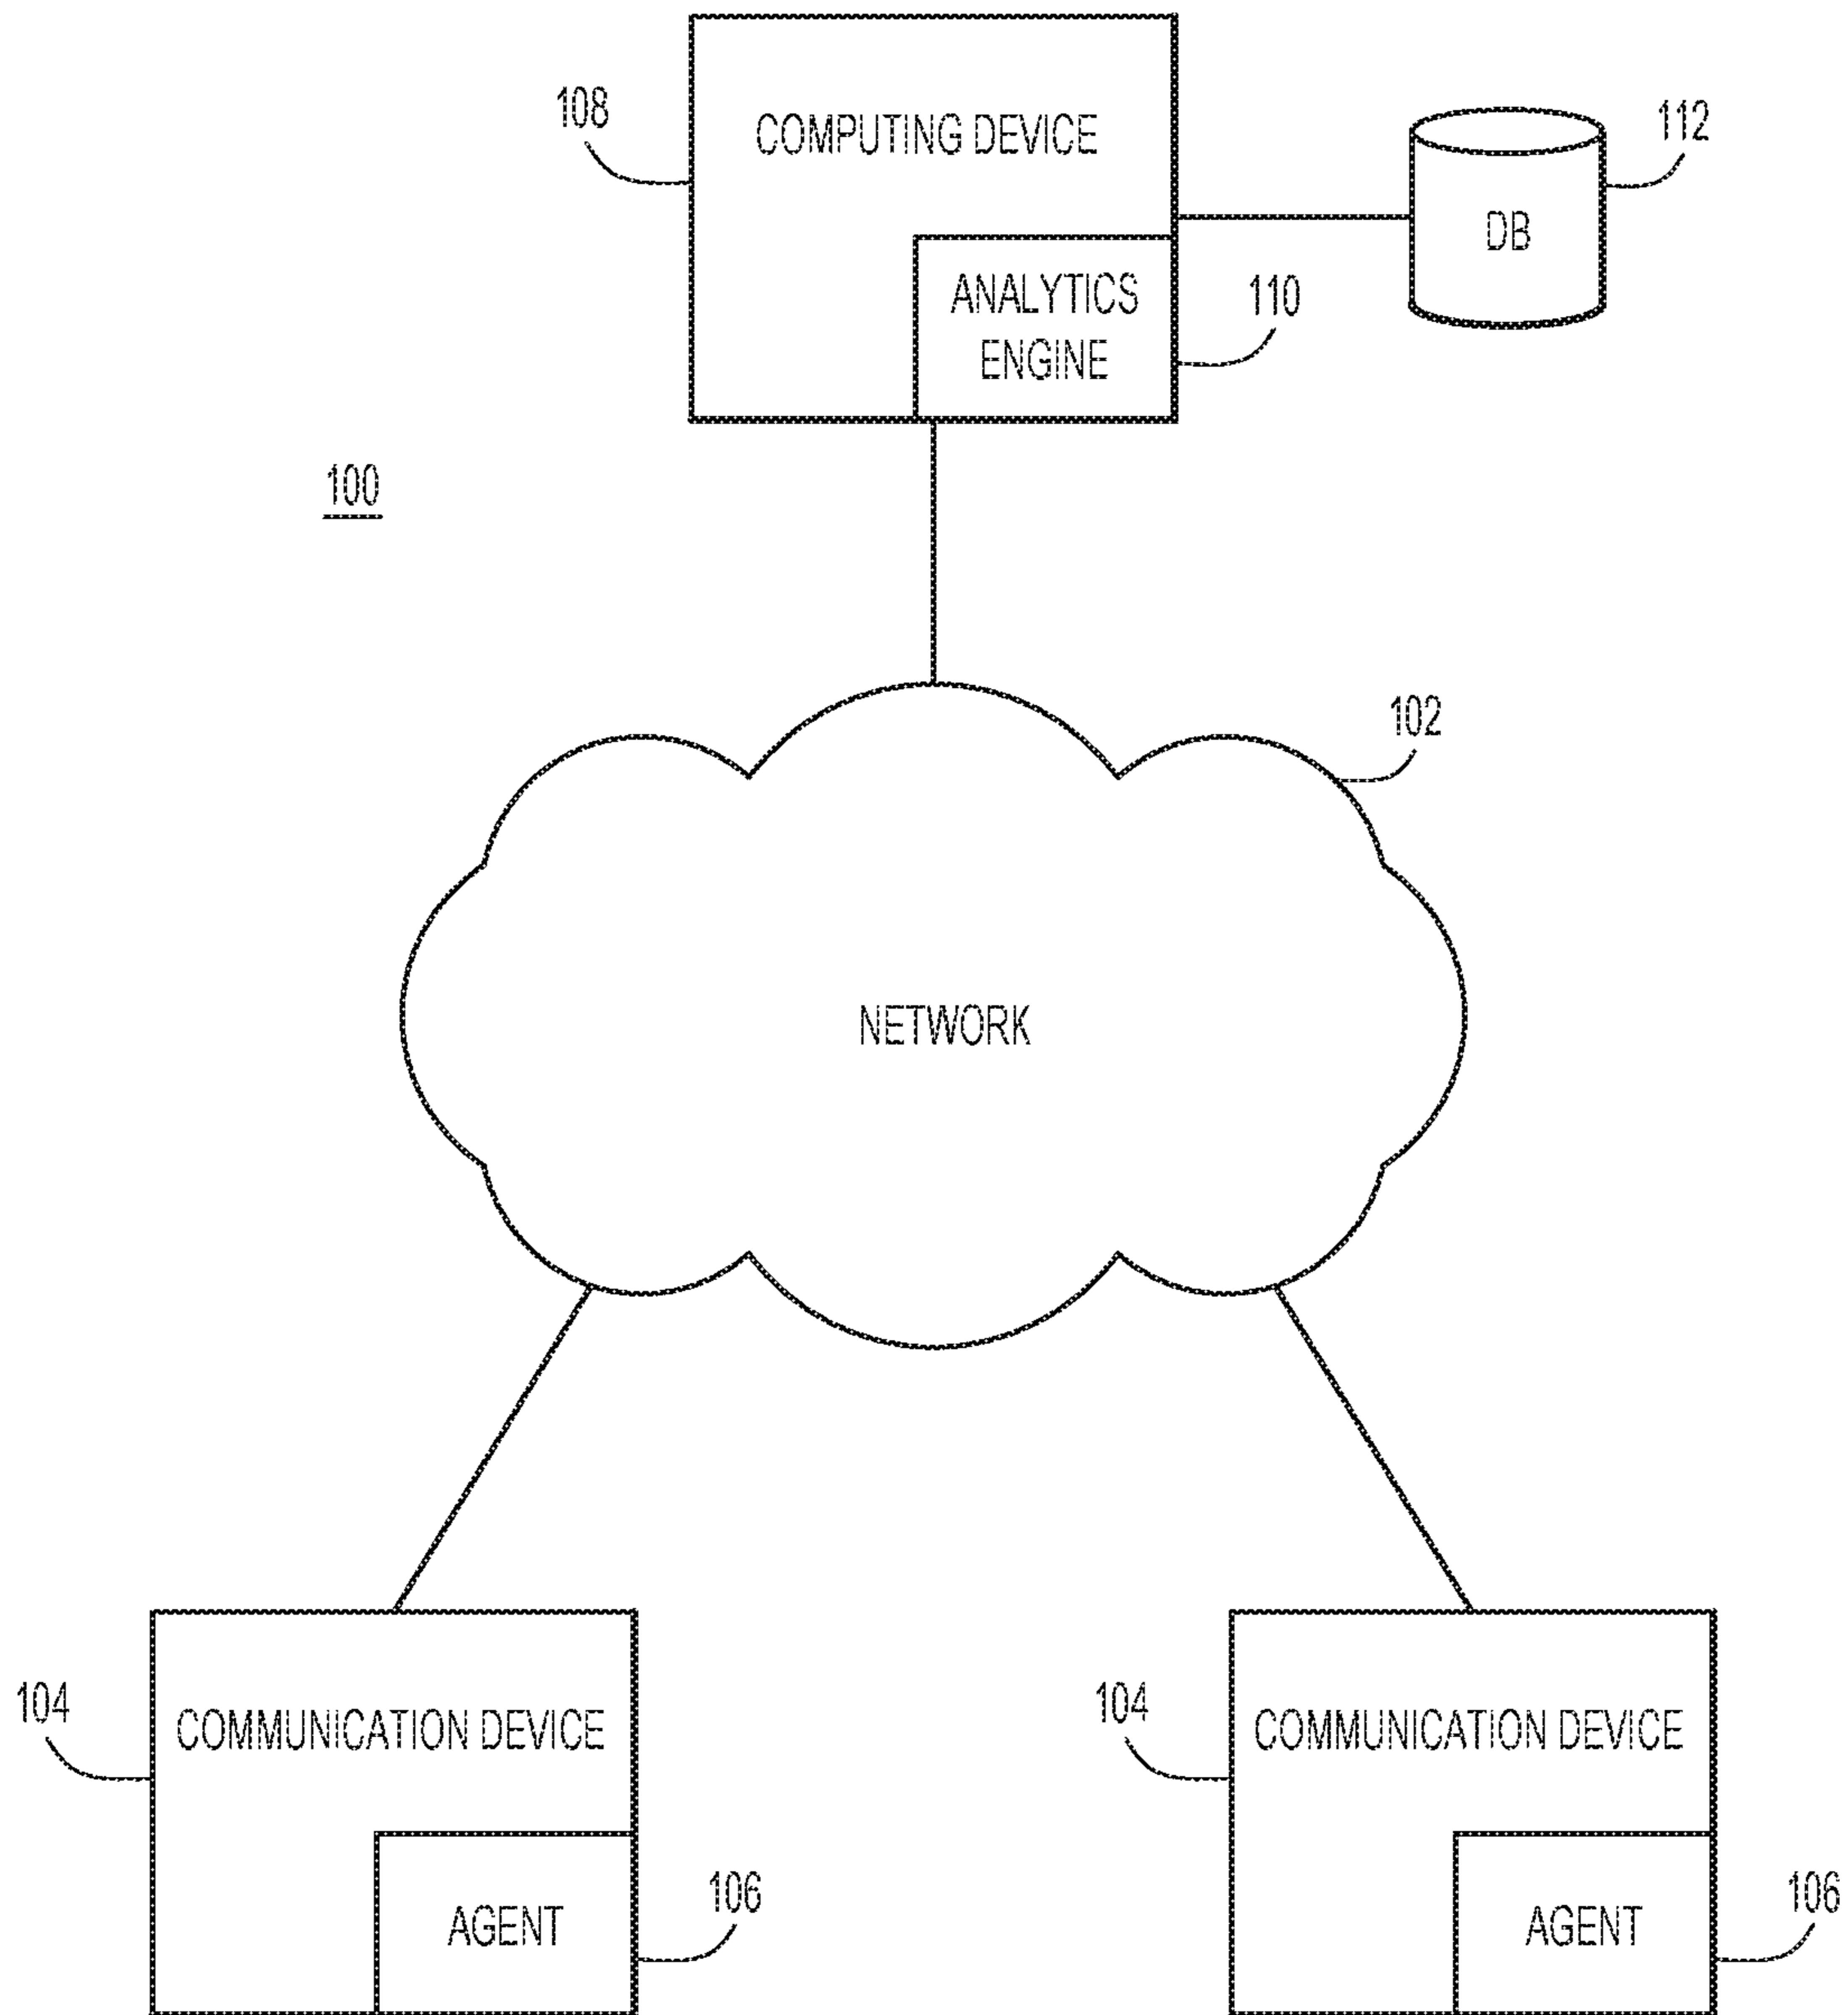 108
COMPUTING DEVICE
112
DB
ANALYTICS
ENGINE
110
100
102
NETWORK
104
COMMUNICATION DEVICE
AGENT
106
104
COMMUNICATION DEVICE
AGENT
106